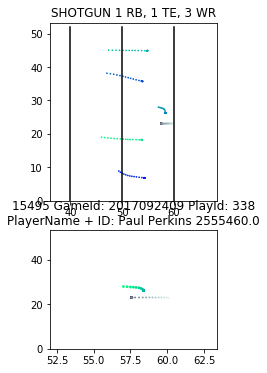 SHOTGUN 1 RB, 1 TE, 3 WR
50
40
30
20
10
0
40 50 60
15495 GameId: 2017092409 PlayId: 338
PlayerName + ID: Paul Perkins 2555460.0
40
20
0
52.5 55.0 57.5 60.0 62.5